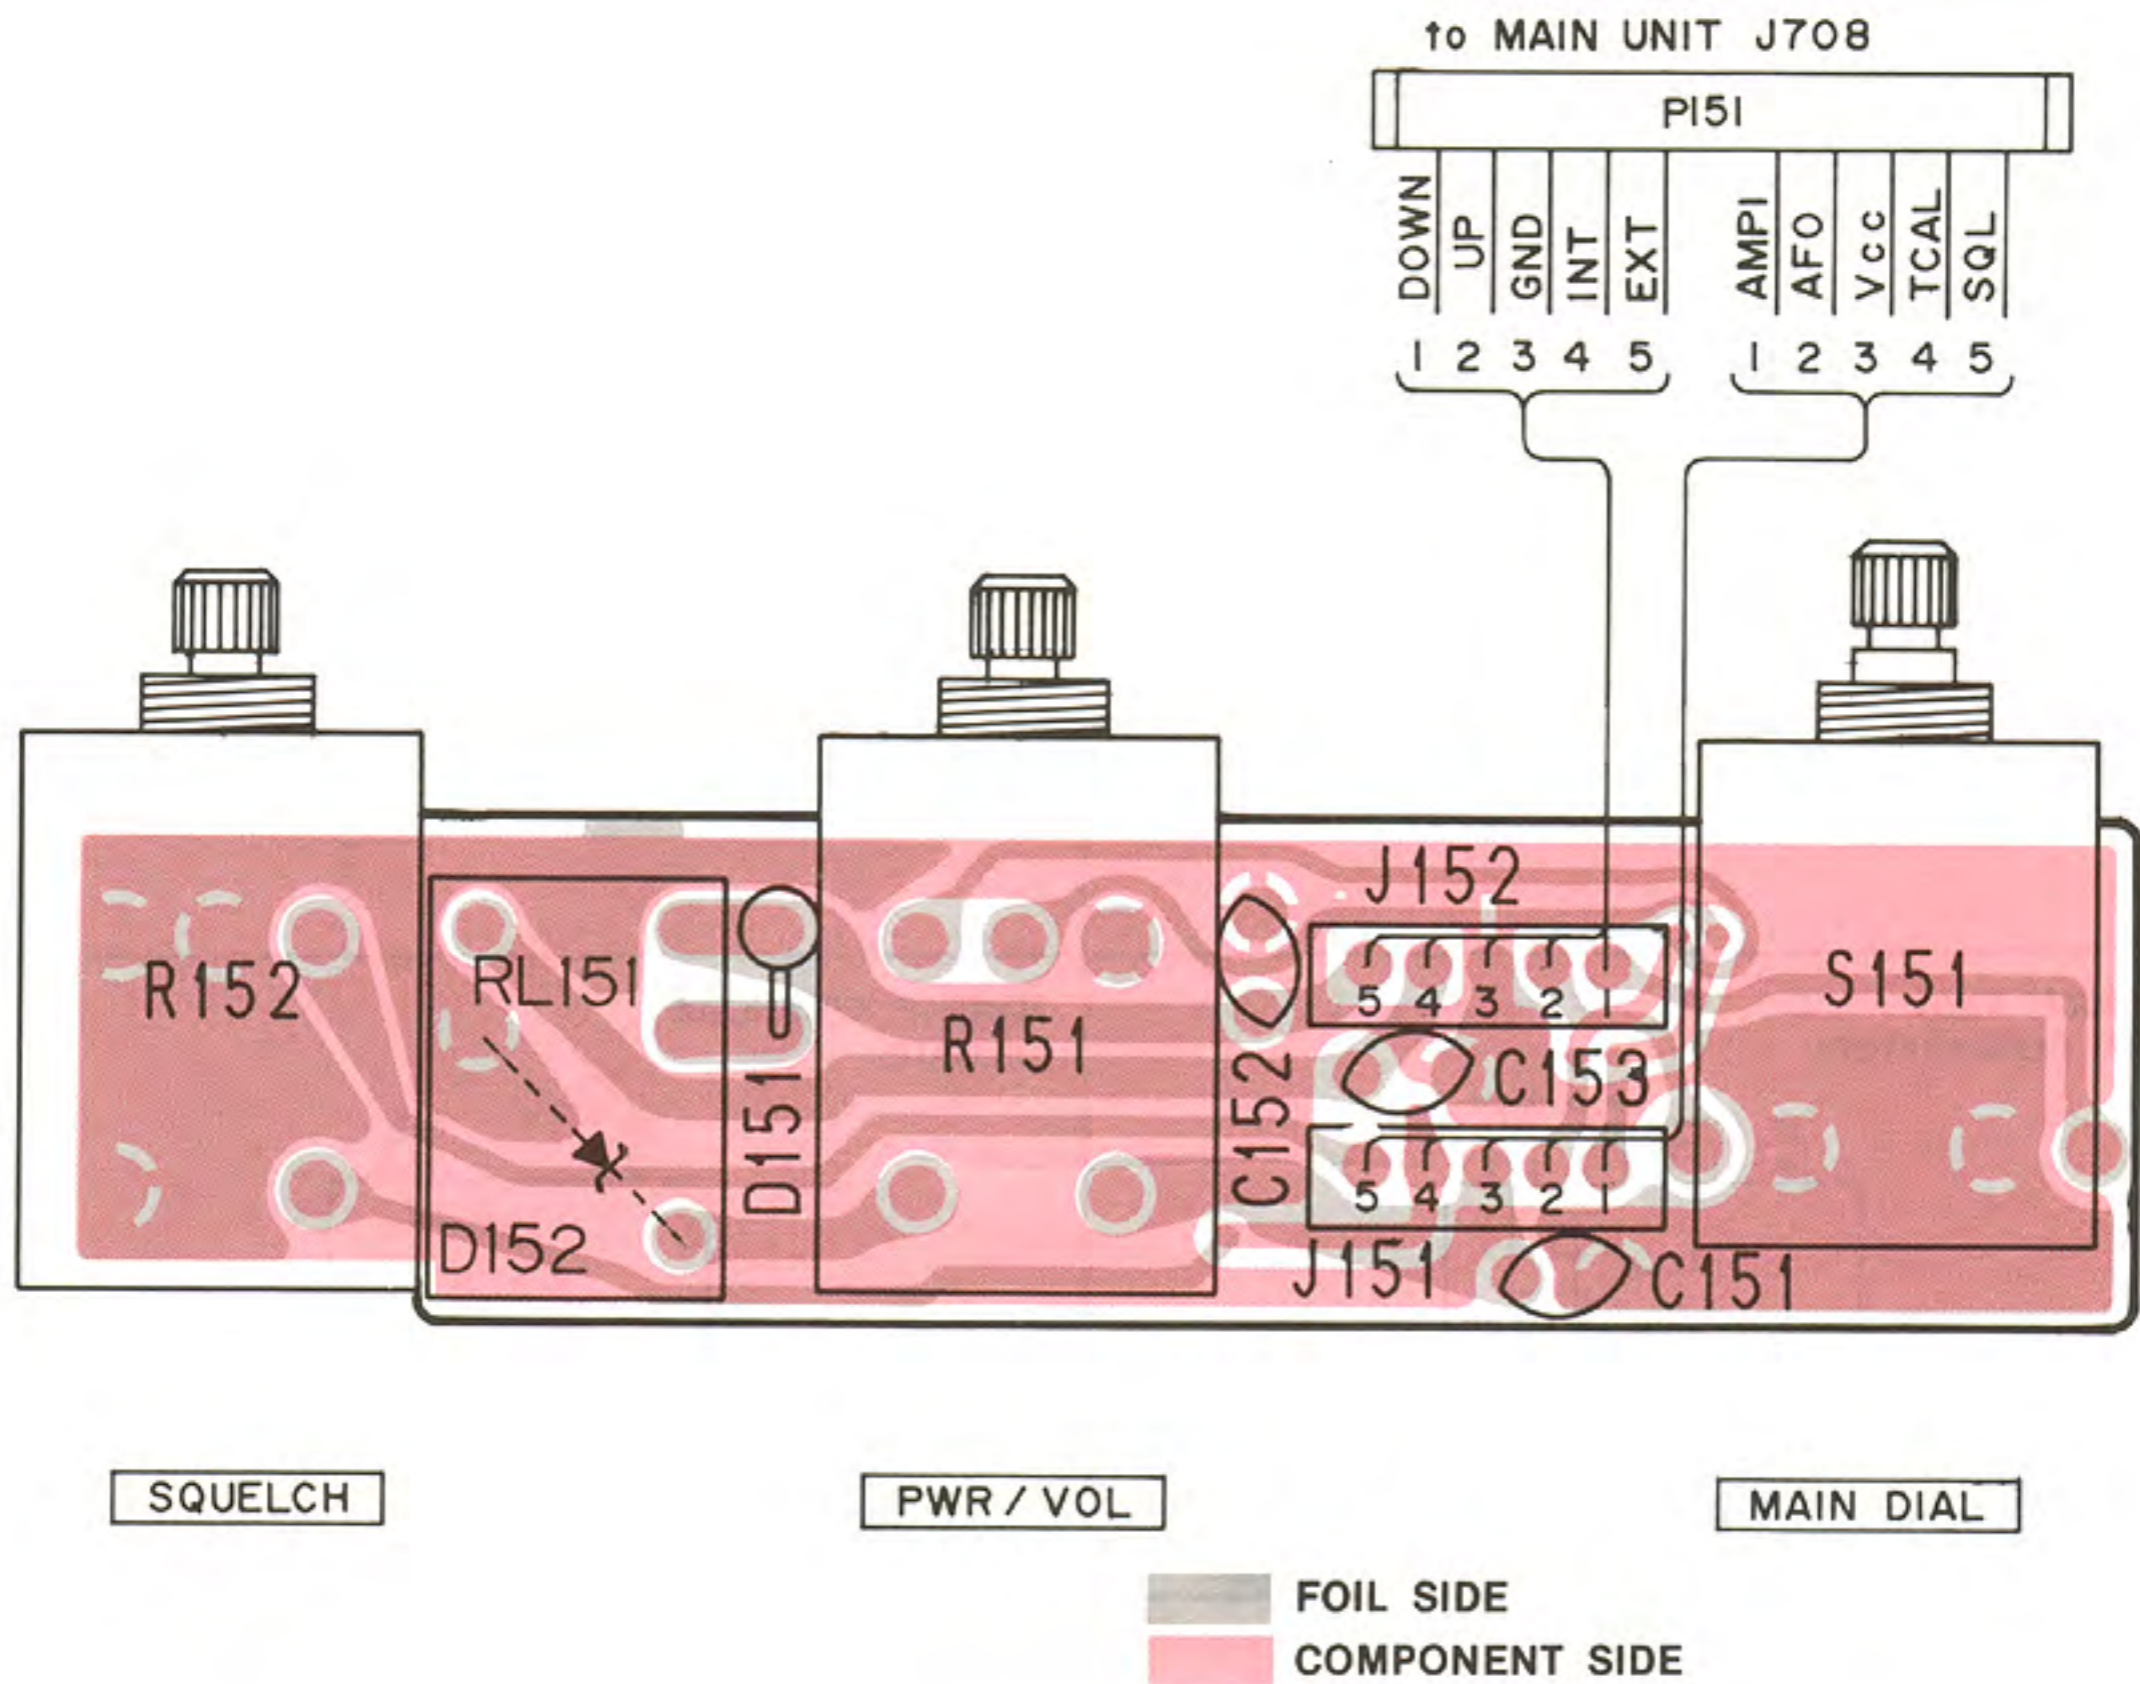 to MAIN UNIT J708
P151
DOWN UP GND INT EXT AMPI AFO Vcc TCAL SQL
1 2 3 4 5 1 2 3 4 5
J152
R152 RL151 S151
5 4 3 2 1
R151
C153
D151 C152
5 4 3 2 1
D152
J151 C151
SQUELCH PWR / VOL MAIN DIAL
FOIL SIDE
COMPONENT SIDE